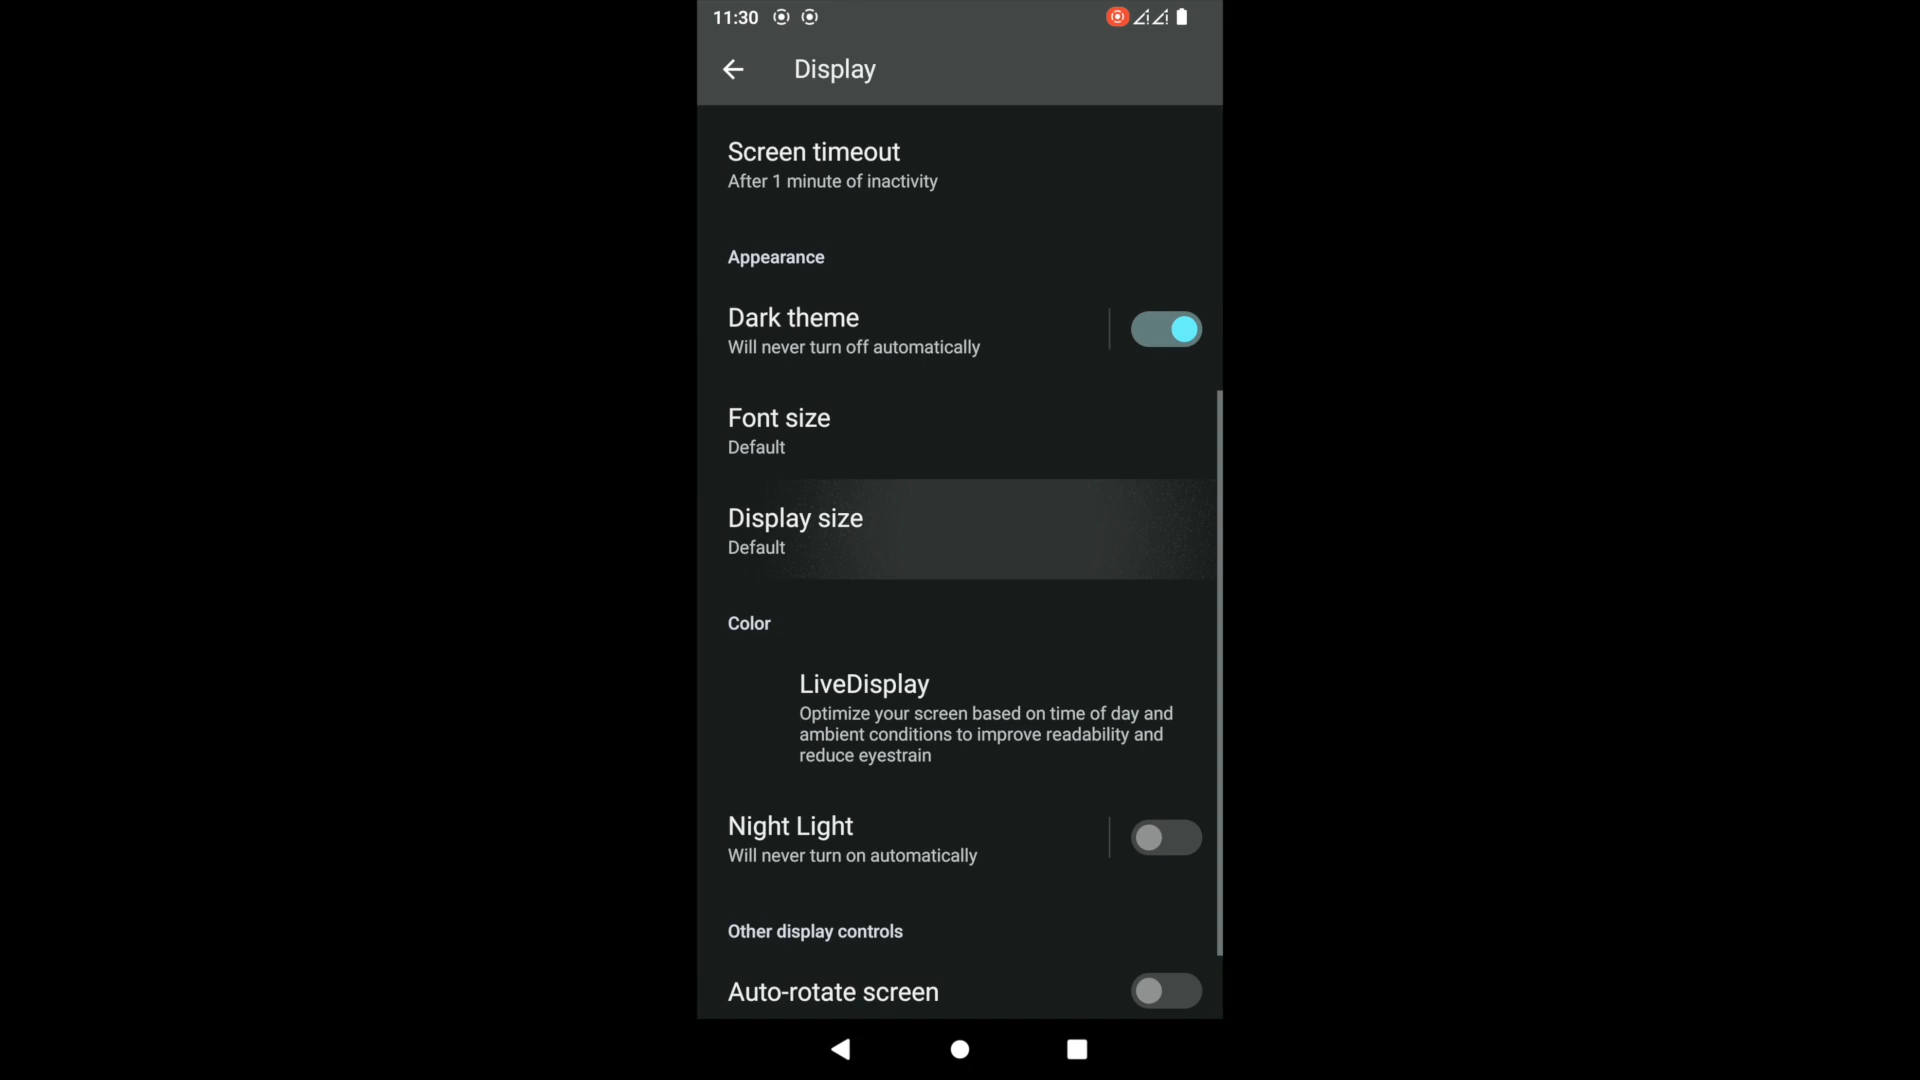 11:30
Display
Screen timeout
After 1 minute of inactivity
Appearance
Dark theme
Will never turn off automatically
Font size
Default
Display size
Default
Color
LiveDisplay
Optimize your screen based on time of day and
ambient conditions to improve readability and
reduce eyestrain
Night Light
Will never turn on automatically
Other display controls
Auto-rotate screen